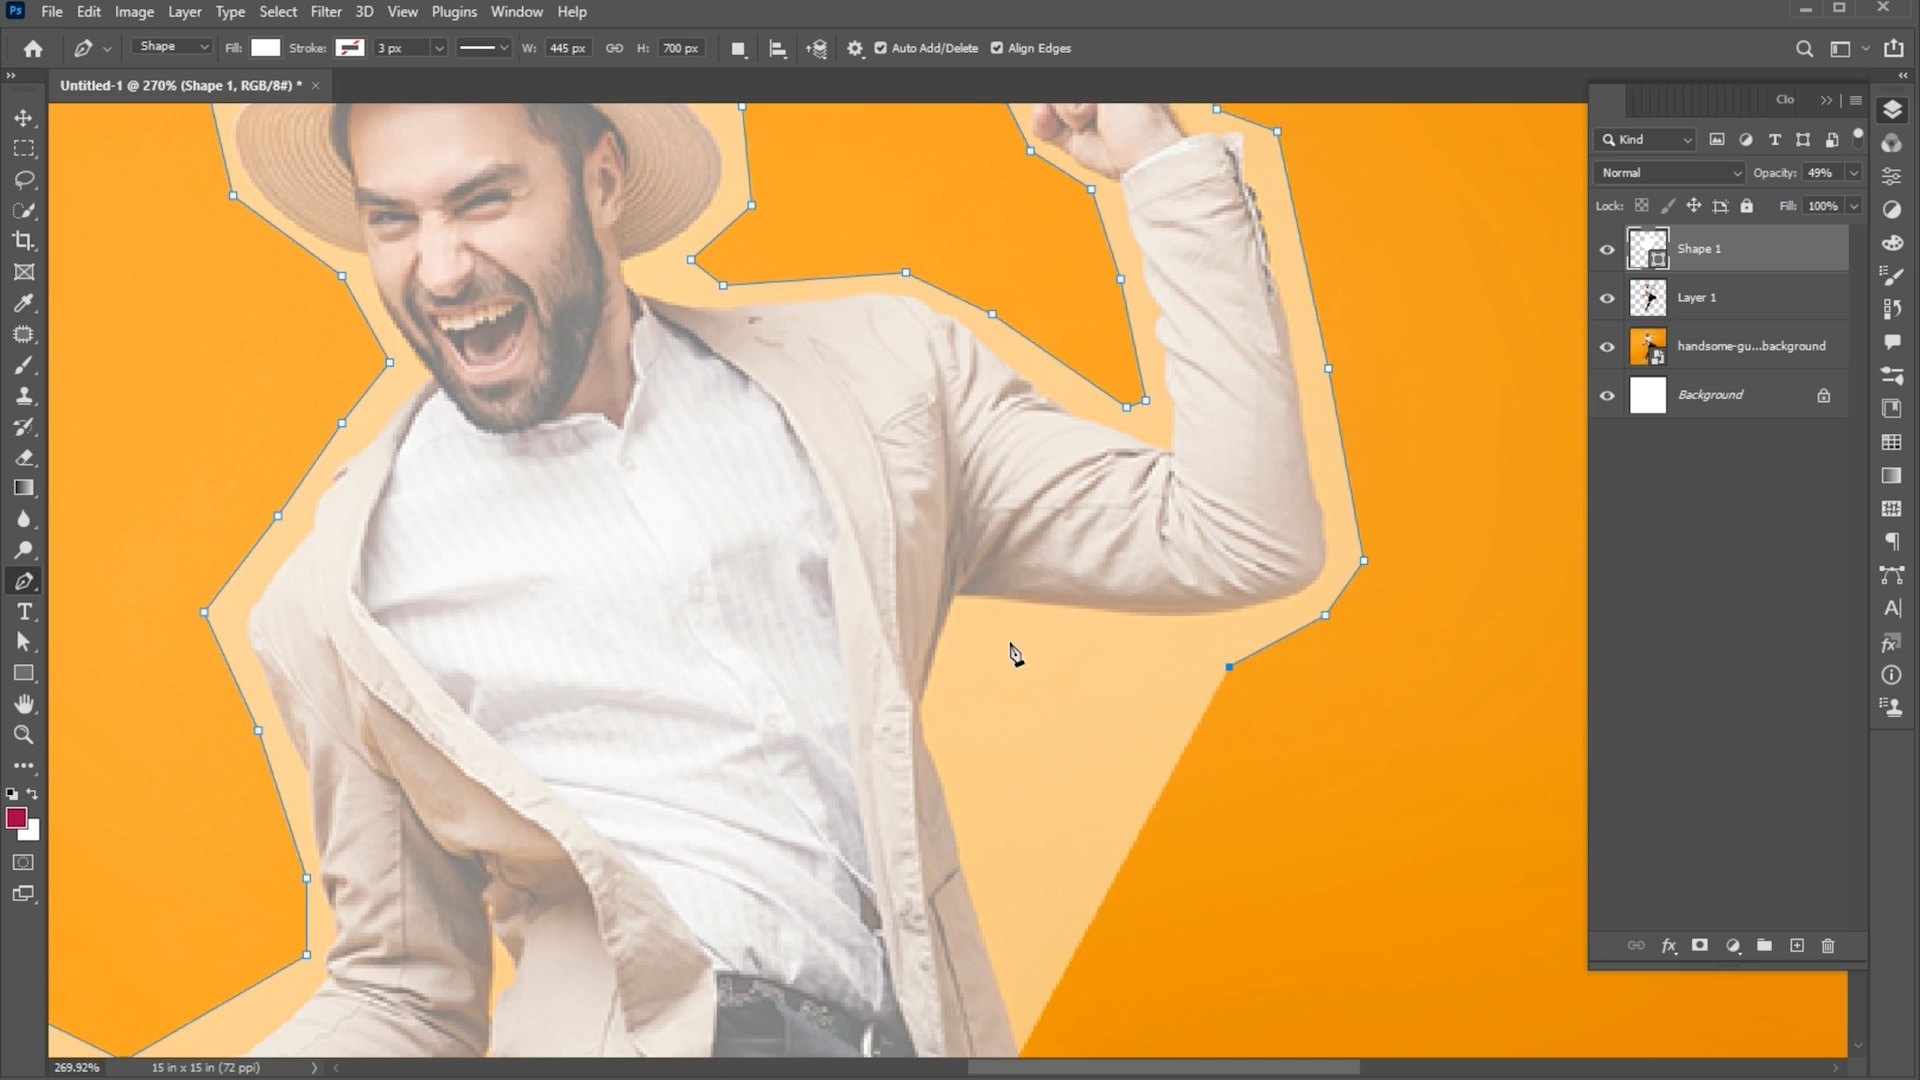 Ps File Edit Image Layer Type Select Filter 3D View Plugins Window Help
Shape Fill: Stroke: 3 px W: 445 px H: 700 px Auto Add/Delete Align Edges
Untitled-1 @ 270% (Shape 1, RGB/8#) *
Clo
Kind
Normal Opacity: 49%
Lock: Fill: 100%
Shape 1
Layer 1
handsome-gu...background
Background
269.92% 15 in x 15 in (72 ppi)